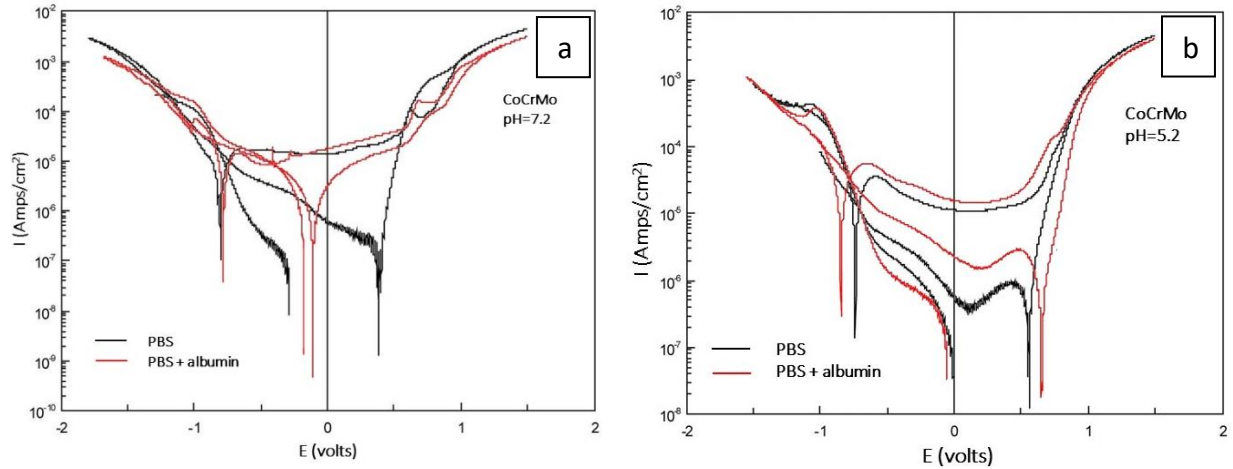 a
10⁻²
10⁻³
10⁻⁴
10⁻⁵
10⁻⁶
10⁻⁷
10⁻⁸
10⁻⁹
10⁻¹⁰
I (Amps/cm²)
CoCrMo
pH=7.2
PBS
PBS + albumin
-2 -1 0 1 2
E (volts)
b
10⁻²
10⁻³
10⁻⁴
10⁻⁵
10⁻⁶
10⁻⁷
10⁻⁸
I (Amps/cm²)
CoCrMo
pH=5.2
PBS
PBS + albumin
-2 -1 0 1 2
E (volts)